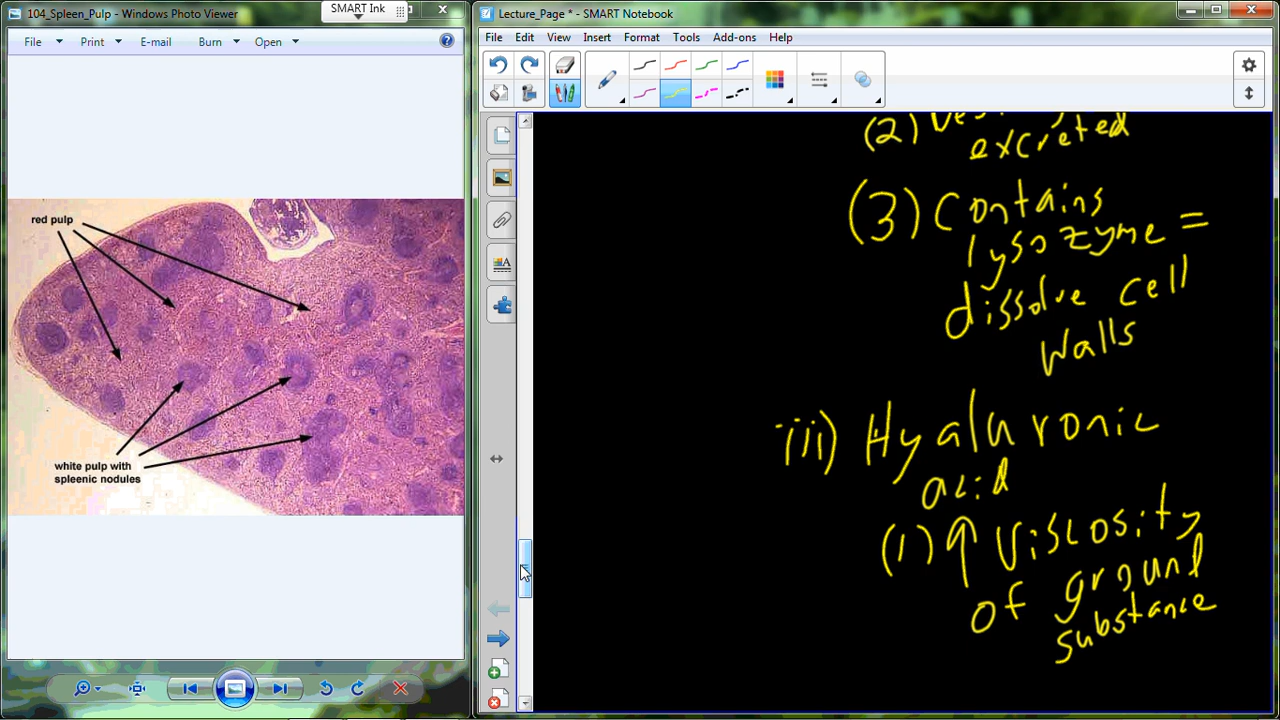 104_Spleen_Pulp - Windows Photo Viewer
SMART Ink
File Print E-mail Burn Open
red pulp
white pulp with
spleenic nodules
Lecture_Page * - SMART Notebook
File Edit View Insert Format Tools Add-ons Help
(2)
excreted
(3) Contains
lysozyme =
dissolve cell
walls
iii) Hyaluronic
acid
(1) ↑ Viscosity
of ground
substance